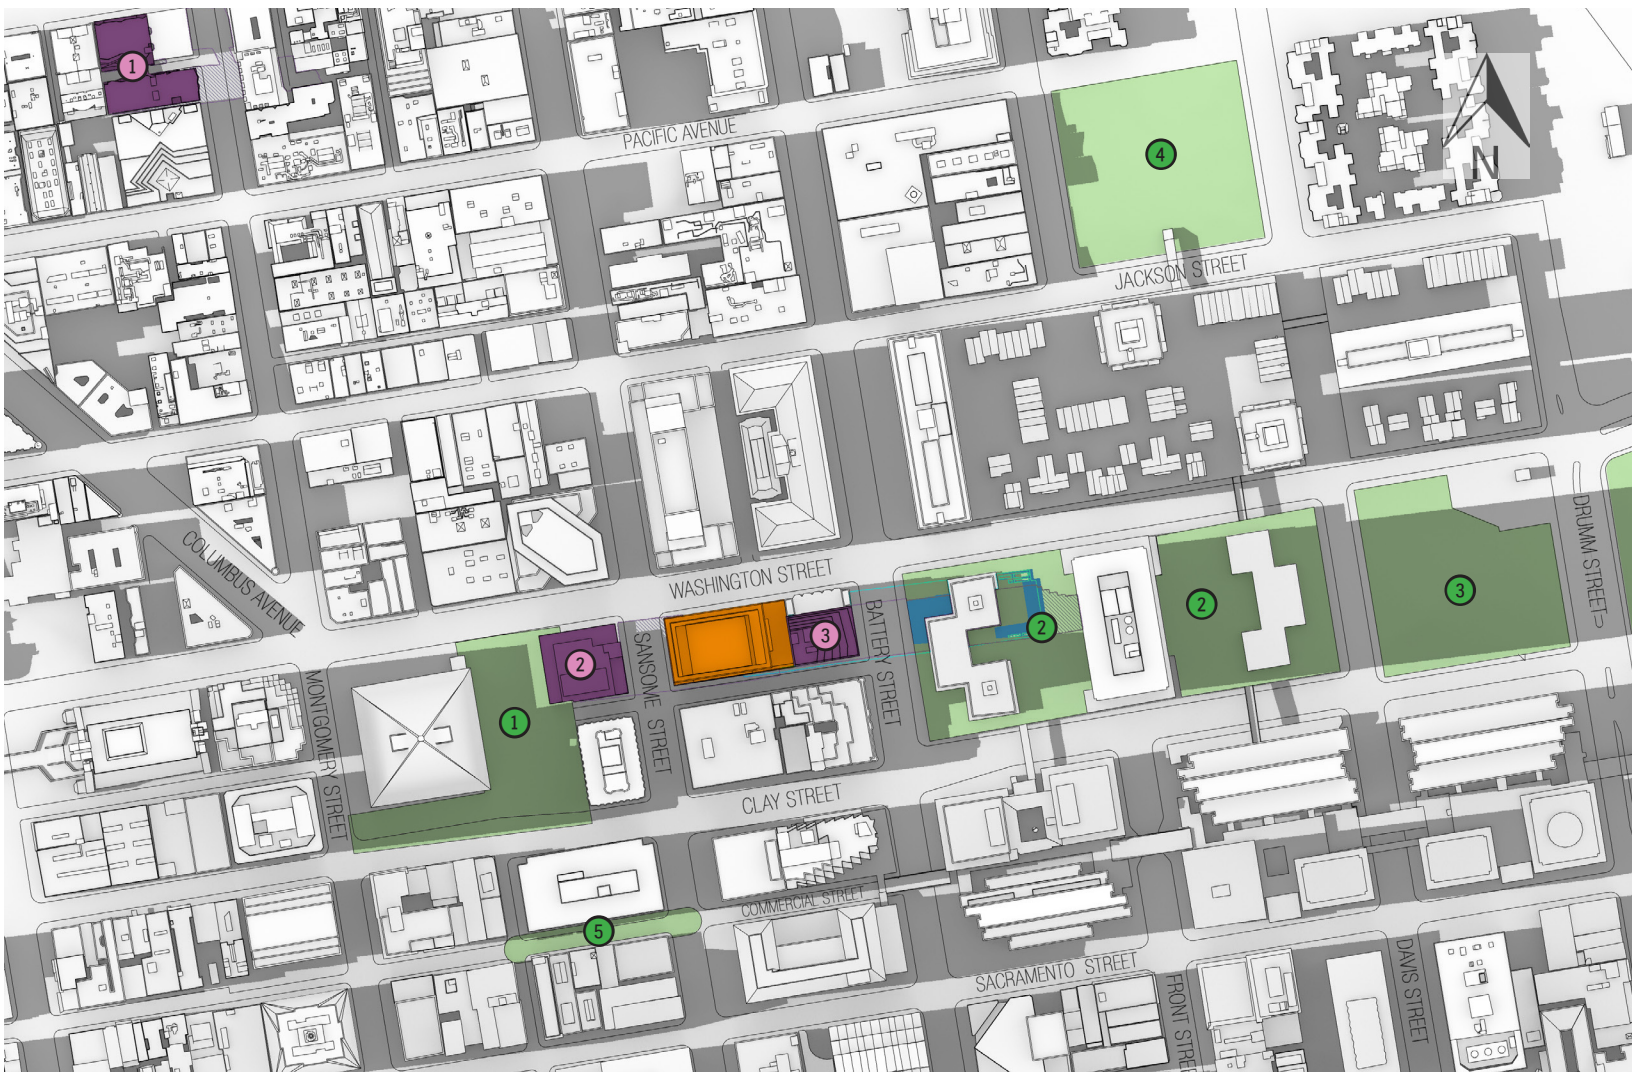 1
PACIFIC AVENUE
4
N
JACKSON STREET
COLUMBUS AVENUE
WASHINGTON STREET
BATTERY STREET
DRUMM STREET
2
3
2
2
3
SANSOME STREET
MONTGOMERY STREET
1
CLAY STREET
COMMERCIAL STREET
5
SACRAMENTO STREET
FRONT STREET
DAVIS STREET